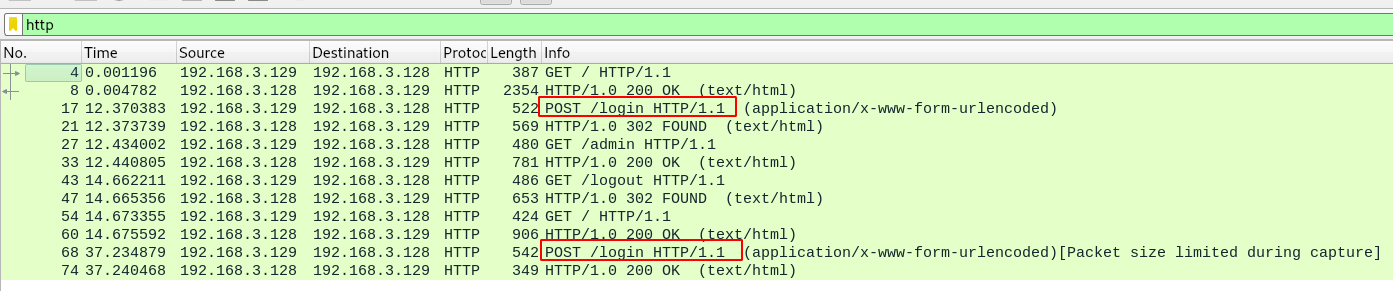 http
No. Time Source Destination Protoc Length Info
4 0.001196 192.168.3.129 192.168.3.128 HTTP 387 GET / HTTP/1.1
8 0.004782 192.168.3.128 192.168.3.129 HTTP 2354 HTTP/1.0 200 OK (text/html)
17 12.370383 192.168.3.129 192.168.3.128 HTTP 522 POST /login HTTP/1.1 (application/x-www-form-urlencoded)
21 12.373739 192.168.3.128 192.168.3.129 HTTP 569 HTTP/1.0 302 FOUND (text/html)
27 12.434002 192.168.3.129 192.168.3.128 HTTP 480 GET /admin HTTP/1.1
33 12.440805 192.168.3.128 192.168.3.129 HTTP 781 HTTP/1.0 200 OK (text/html)
43 14.662211 192.168.3.129 192.168.3.128 HTTP 486 GET /logout HTTP/1.1
47 14.665356 192.168.3.128 192.168.3.129 HTTP 653 HTTP/1.0 302 FOUND (text/html)
54 14.673355 192.168.3.129 192.168.3.128 HTTP 424 GET / HTTP/1.1
60 14.675592 192.168.3.128 192.168.3.129 HTTP 906 HTTP/1.0 200 OK (text/html)
68 37.234879 192.168.3.129 192.168.3.128 HTTP 542 POST /login HTTP/1.1 (application/x-www-form-urlencoded)[Packet size limited during capture]
74 37.240468 192.168.3.128 192.168.3.129 HTTP 349 HTTP/1.0 200 OK (text/html)